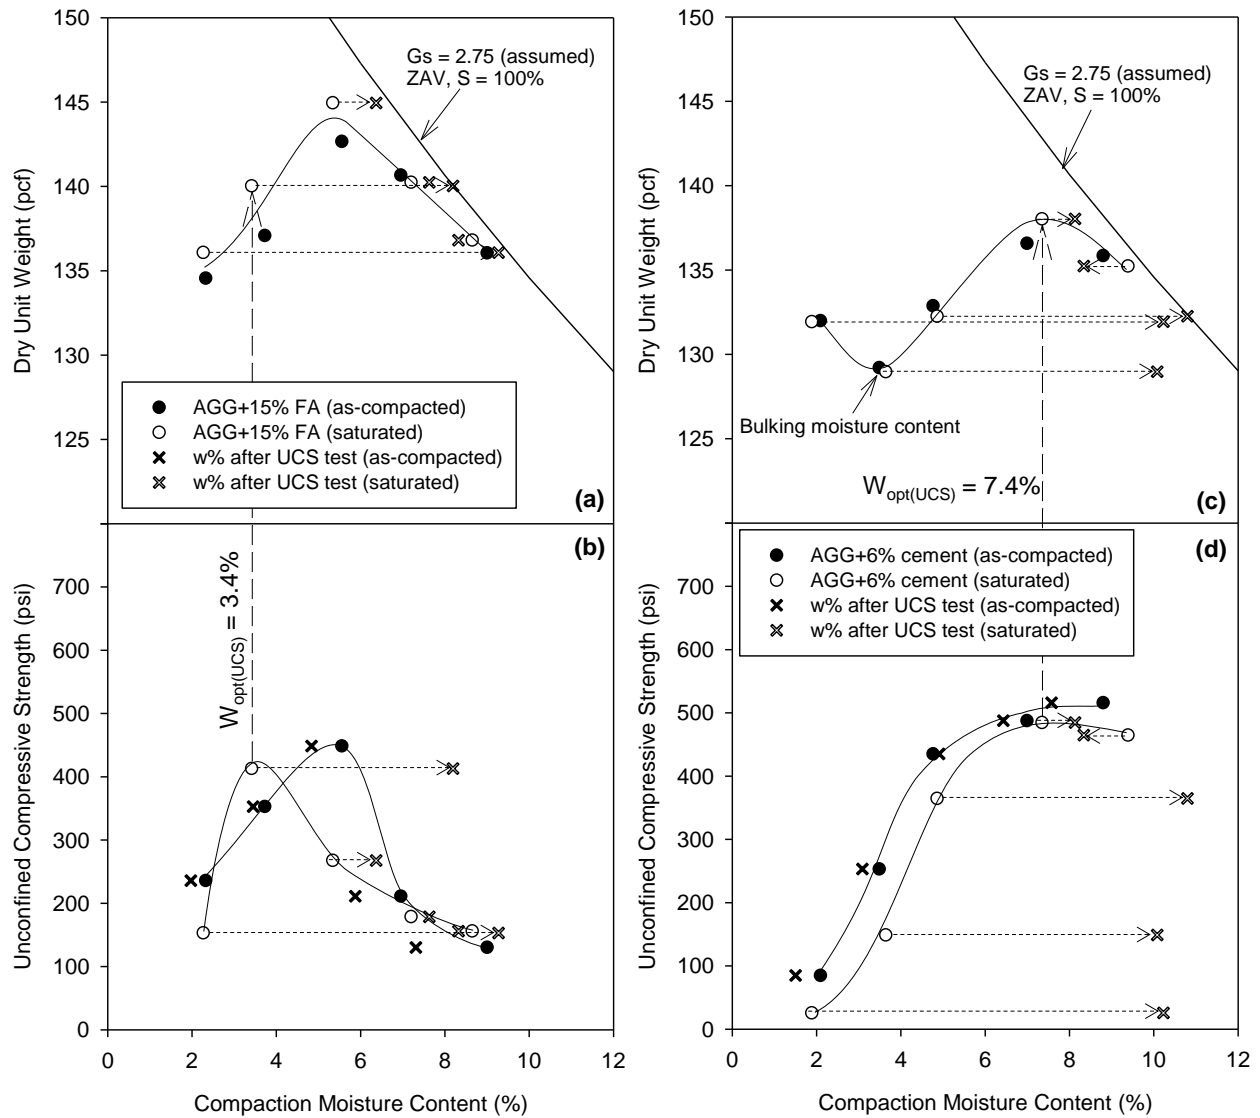 150
145
140
135
130
125
Dry Unit Weight (pcf)
Gs = 2.75 (assumed)
ZAV, S = 100%
AGG+15% FA (as-compacted)
AGG+15% FA (saturated)
w% after UCS test (as-compacted)
w% after UCS test (saturated)
(a)
(b)
Wopt(UCS) = 3.4%
700
600
500
400
300
200
100
0
Unconfined Compressive Strength (psi)
0 2 4 6 8 10 12
Compaction Moisture Content (%)
150
145
140
135
130
125
Dry Unit Weight (pcf)
Gs = 2.75 (assumed)
ZAV, S = 100%
Bulking moisture content
Wopt(UCS) = 7.4%
(c)
AGG+6% cement (as-compacted)
AGG+6% cement (saturated)
w% after UCS test (as-compacted)
w% after UCS test (saturated)
(d)
700
600
500
400
300
200
100
0
Unconfined Compressive Strength (psi)
0 2 4 6 8 10 12
Compaction Moisture Content (%)